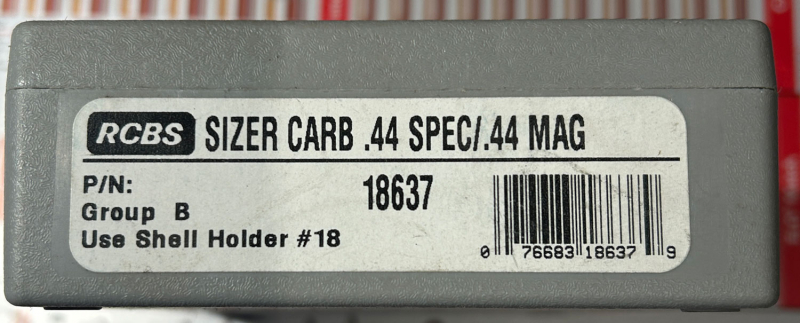 RCBS SIZER CARB .44 SPEC/.44 MAG
P/N: 18637
Group B
Use Shell Holder #18
0 76683 18637 9